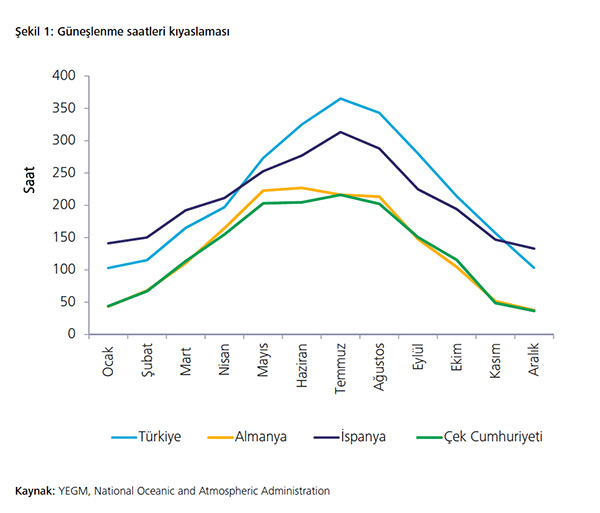 Şekil 1: Güneşlenme saatleri kıyaslaması
400
350
300
250
200
150
100
50
0
Saat
Ocak
Şubat
Mart
Nisan
Mayıs
Haziran
Temmuz
Ağustos
Eylül
Ekim
Kasım
Aralık
Türkiye
Almanya
İspanya
Çek Cumhuriyeti
Kaynak: YEGM, National Oceanic and Atmospheric Administration